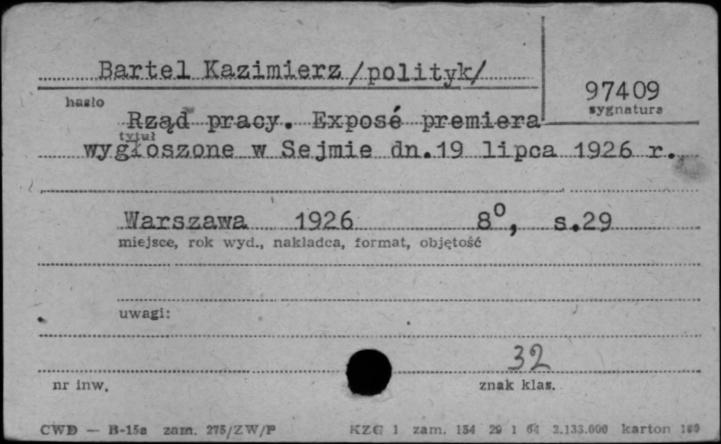 Bartel Kazimierz /polityk/
97409
hasło
sygnatura
Rząd pracy. Exposé premiera
tytuł
wygłoszone w Sejmie dn.19 lipca 1926 r.
Warszawa 1926 8⁰, s.29
miejsce, rok wyd., nakładca, format, objętość
uwagi:
32
nr inw.
znak klas.
CWD — B-15a zam. 275/ZW/P KZG 1 zam. 154 29 1 64 2.133.000 karton